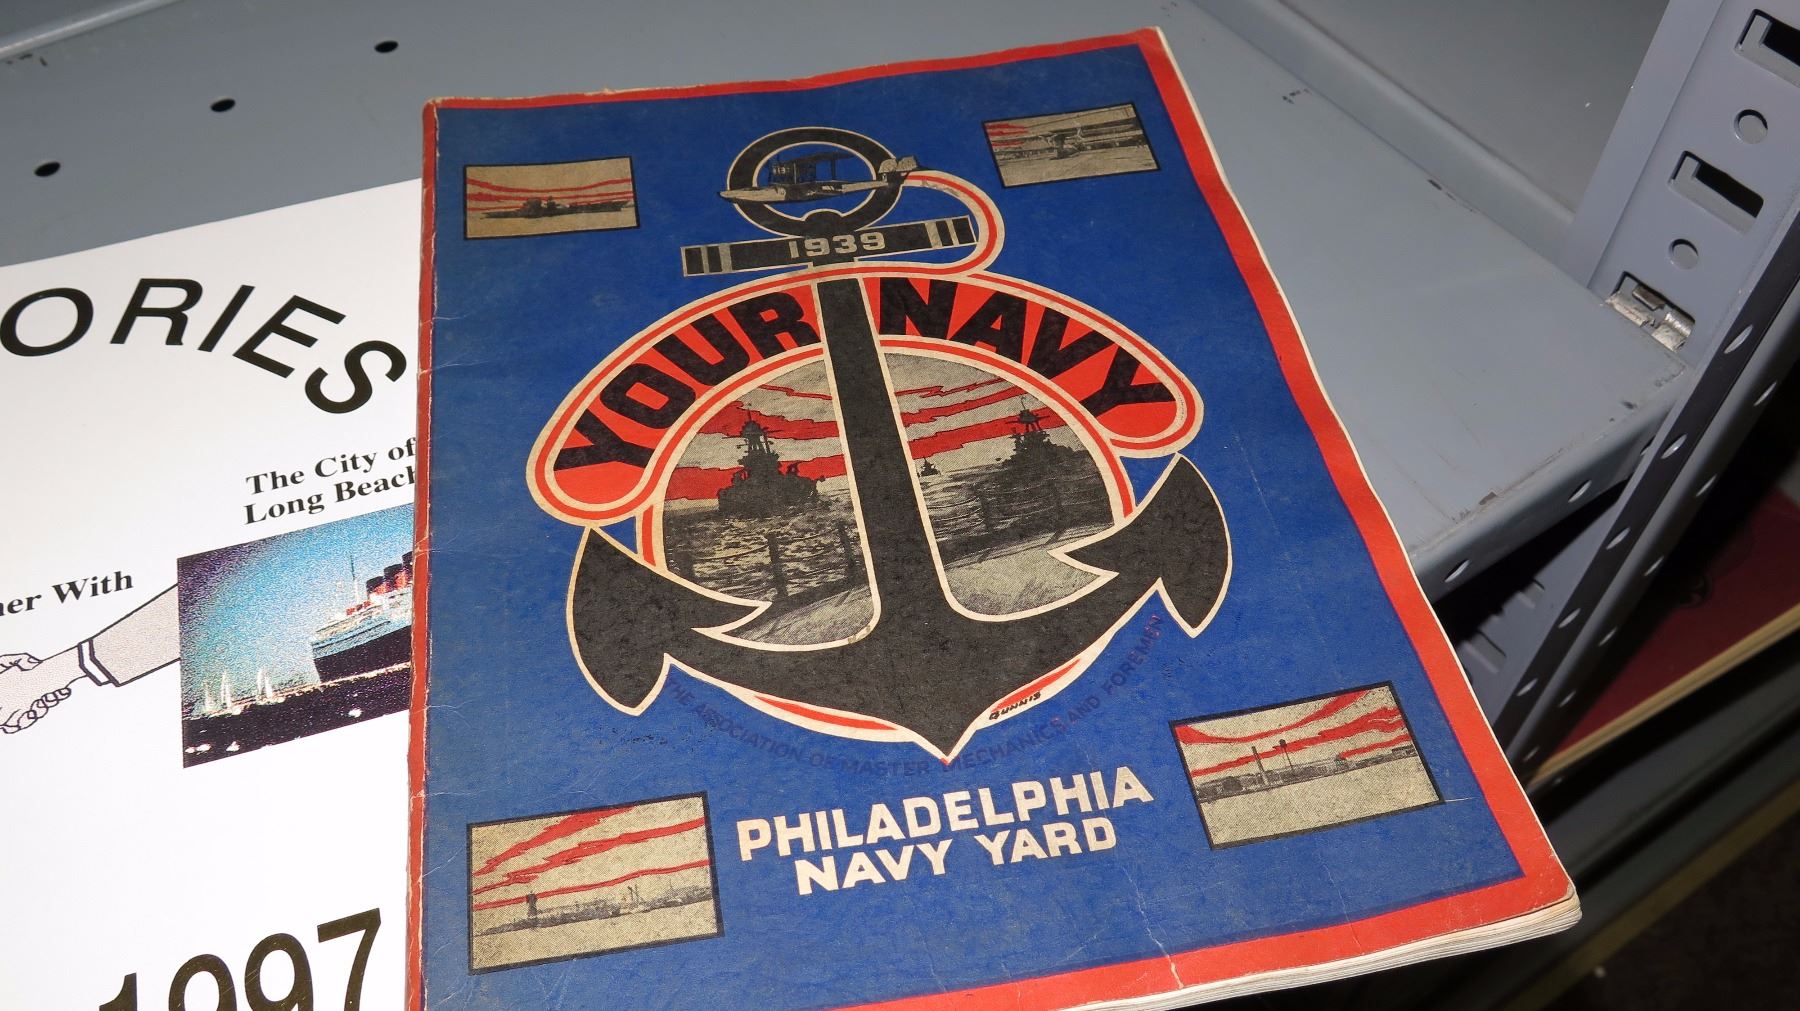 1939
YOUR NAVY
GUNNIS
THE ASSOCIATION OF MASTER MECHANICS AND FOREMEN
PHILADELPHIA
NAVY YARD
ORIES
The City of
Long Beach
ner With
1997